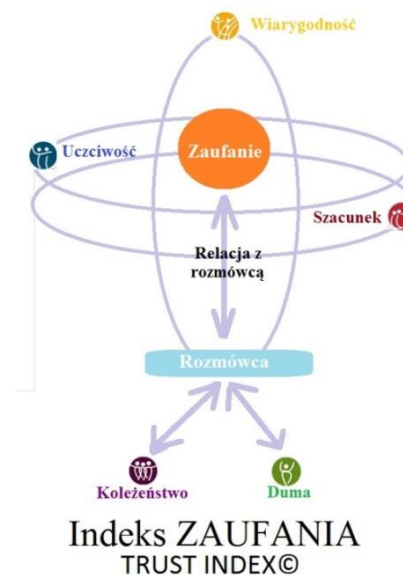 Wiarygodność
Uczciwość
Zaufanie
Szacunek
Relacja z
rozmówcą
Rozmówca
Koleżeństwo
Duma
Indeks ZAUFANIA
TRUST INDEX©